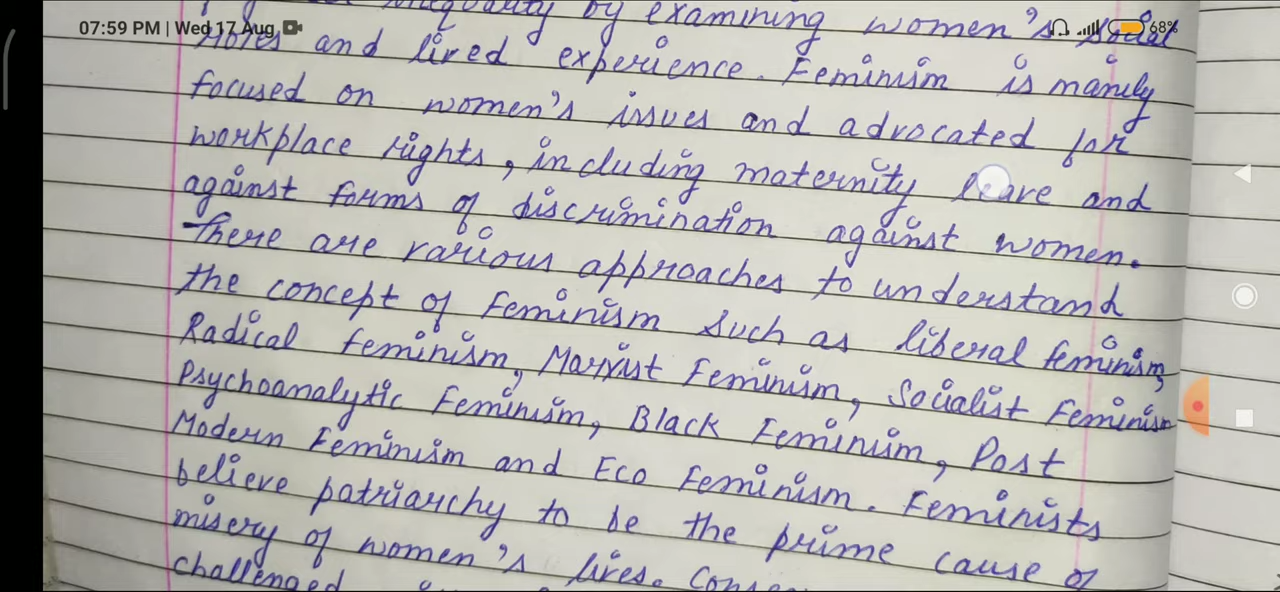 inequality by examining women's social
07:59 PM | Wed 17 Aug 68%
Roles and lived experience. Feminism is mainly
focused on women's issues and advocated for
workplace rights, including maternity leave and
against forms of discrimination against women.
There are various approaches to understand
the concept of Feminism such as liberal feminism,
Radical feminism, Marxist Feminism, Socialist Feminism
Psychoanalytic Feminism, Black Feminism, Post
Modern Feminism and Eco Feminism. Feminists
believe patriarchy to be the prime cause of
misery of women's lives.
challenged